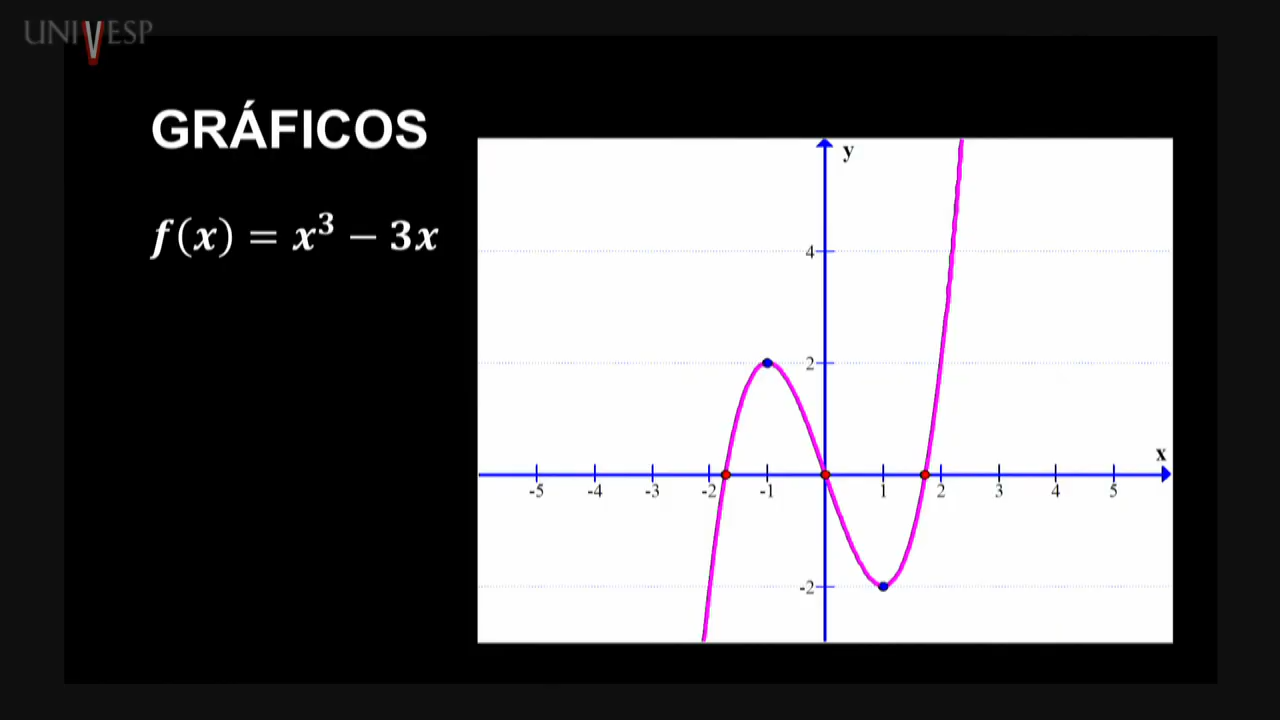 UNIVESP
GRÁFICOS
f(x) = x³ − 3x
y
4
2
x
-5 -4 -3 -2 -1 1 2 3 4 5
-2